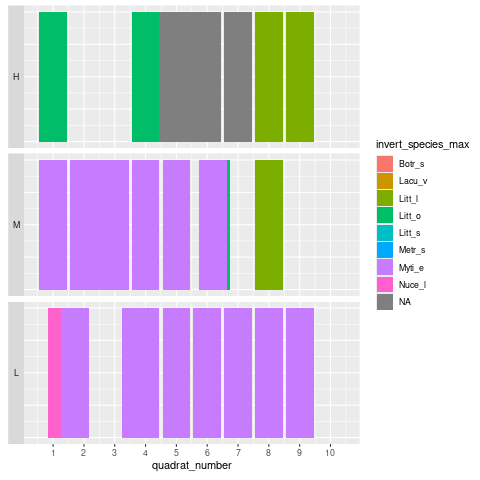 H
M
L
1 2 3 4 5 6 7 8 9 10
quadrat_number
invert_species_max
Botr_s
Lacu_v
Litt_l
Litt_o
Litt_s
Metr_s
Myti_e
Nuce_l
NA